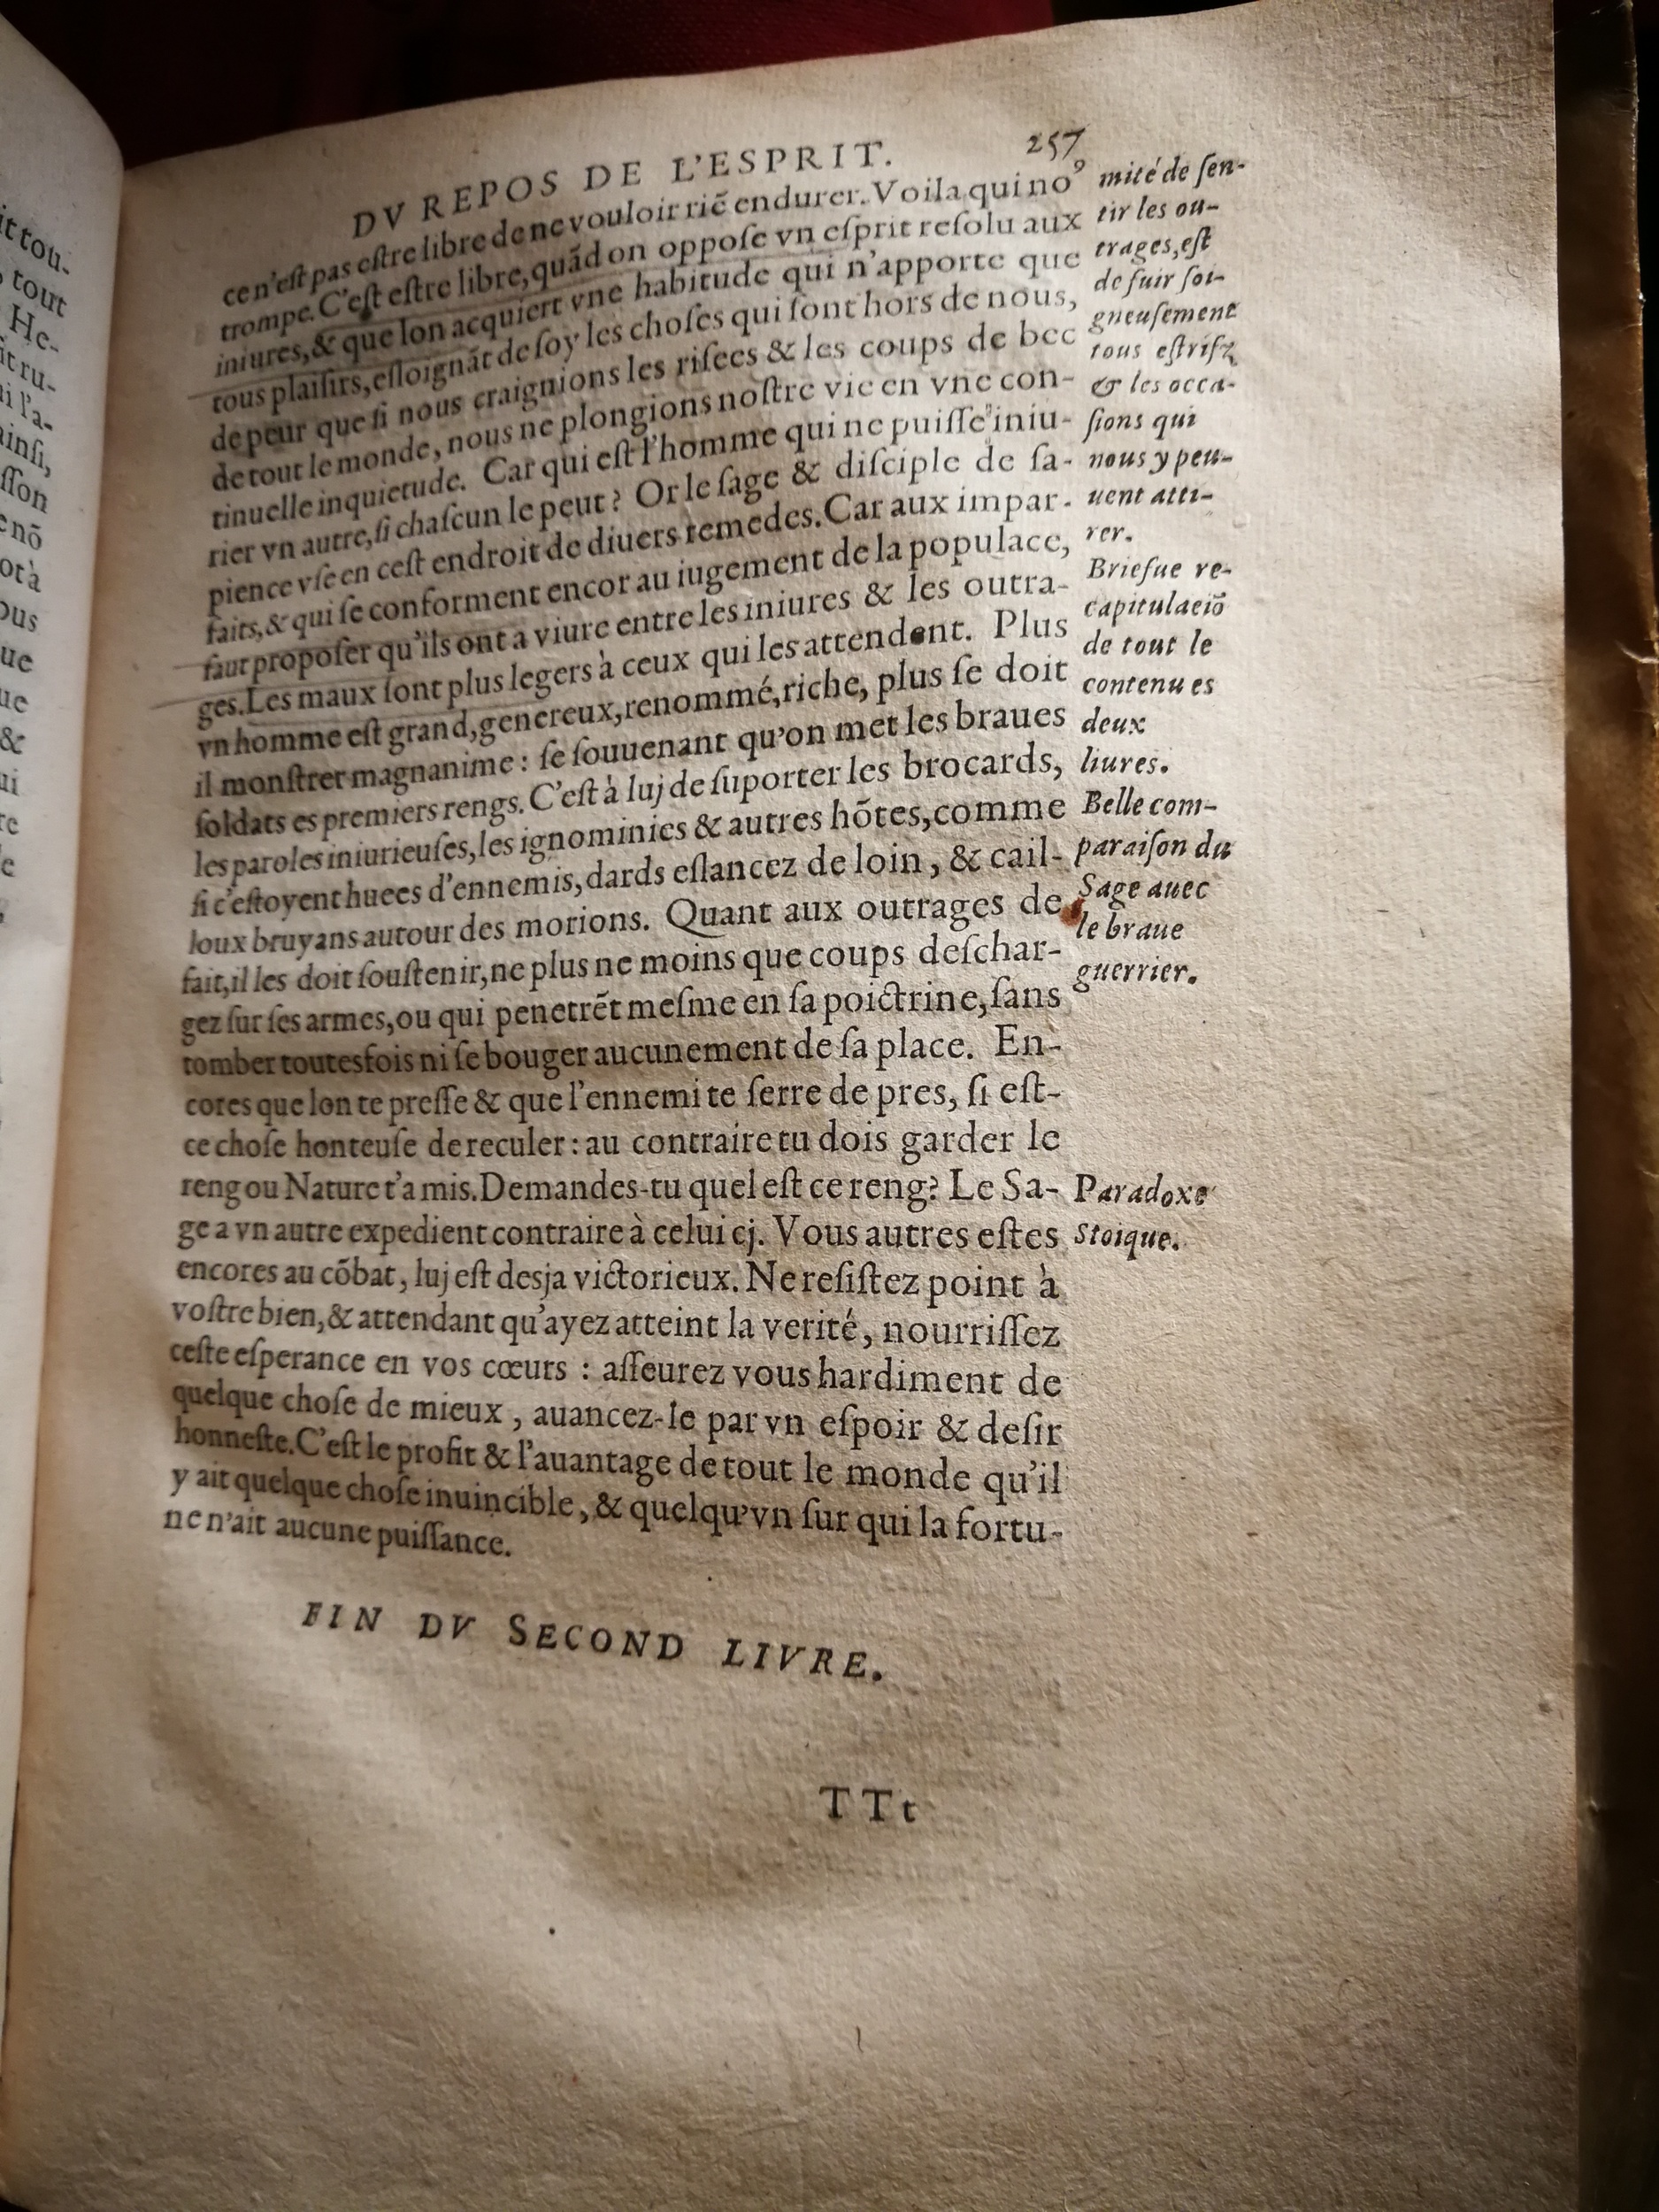 DV REPOS DE L'ESPRIT. 257
ce n'eſt pas eſtre libre de ne vouloir riẽ endurer. Voila qui noꝰ
trompe. C'eſt eſtre libre, quãd on oppoſe vn eſprit reſolu aux
iniures, & que lon acquiert vne habitude qui n'apporte que
tous plaiſirs, eſloignãt de ſoy les choſes qui ſont hors de nous,
de peur que ſi nous craignions les riſees & les coups de bec
de tout le monde, nous ne plongions noſtre vie en vne con-
tinuelle inquietude. Car qui eſt l'homme qui ne puiſſe iniu-
rier vn autre, ſi chaſcun le peut? Or le ſage & diſciple de ſa-
pience vſe en ceſt endroit de diuers remedes. Car aux impar-
faits, & qui ſe conforment encor au iugement de la populace,
faut propoſer qu'ils ont a viure entre les iniures & les outra-
ges. Les maux ſont plus legers à ceux qui les attendent. Plus
vn homme eſt grand, genereux, renommé, riche, plus ſe doit
il monſtrer magnanime: ſe ſouuenant qu'on met les braues
ſoldats es premiers rengs. C'eſt à luj de ſuporter les brocards,
les paroles iniurieuſes, les ignominies & autres hõtes, comme
ſi c'eſtoyent huees d'ennemis, dards eſlancez de loin, & cail-
loux bruyans autour des morions. Quant aux outrages de
fait, il les doit ſouſtenir, ne plus ne moins que coups deſchar-
gez ſur ſes armes, ou qui penetrẽt meſme en ſa poictrine, ſans
tomber toutesfois ni ſe bouger aucunement de ſa place. En-
cores que lon te preſſe & que l'ennemi te ſerre de pres, ſi eſt-
ce choſe honteuſe de reculer: au contraire tu dois garder le
reng ou Nature t'a mis. Demandes-tu quel eſt ce reng? Le Sa-
ge a vn autre expedient contraire à celui cj. Vous autres eſtes
encores au cõbat, luj eſt desja victorieux. Ne reſiſtez point à
voſtre bien, & attendant qu'ayez atteint la verité, nourriſſez
ceſte eſperance en vos cœurs: aſſeurez vous hardiment de
quelque choſe de mieux, auancez-le par vn eſpoir & deſir
honneſte. C'eſt le profit & l'auantage de tout le monde qu'il
y ait quelque choſe inuincible, & quelqu'vn ſur qui la fortu-
ne n'ait aucune puiſſance.
FIN DV SECOND LIVRE.
TTt
mité de ſen-
tir les ou-
trages, eſt
de fuir ſoi-
gneuſement
tous eſtrifz
& les occa-
ſions qui
nous y peu-
uent atti-
rer.
Briefue re-
capitulaciõ
de tout le
contenu es
deux
liures.
Belle com-
paraiſon du
Sage auec
le braue
guerrier.
Paradoxe
Stoique.
it tou-
tout
He-
it ru-
l'a-
ainſi,
ſſon
nõ
ot à
ous
ue
&